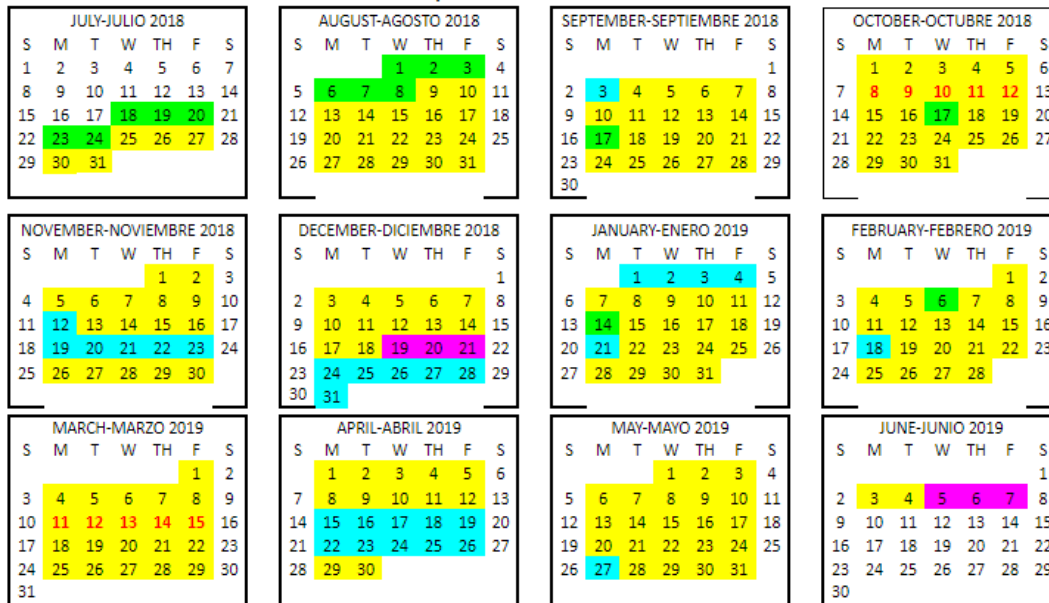 JULY-JULIO 2018
S M T W TH F S
1 2 3 4 5 6 7
8 9 10 11 12 13 14
15 16 17 18 19 20 21
22 23 24 25 26 27 28
29 30 31
AUGUST-AGOSTO 2018
S M T W TH F S
1 2 3 4
5 6 7 8 9 10 11
12 13 14 15 16 17 18
19 20 21 22 23 24 25
26 27 28 29 30 31
SEPTEMBER-SEPTIEMBRE 2018
S M T W TH F S
1
2 3 4 5 6 7 8
9 10 11 12 13 14 15
16 17 18 19 20 21 22
23 24 25 26 27 28 29
30
OCTOBER-OCTUBRE 2018
S M T W TH F S
1 2 3 4 5 6
7 8 9 10 11 12 13
14 15 16 17 18 19 20
21 22 23 24 25 26 27
28 29 30 31
NOVEMBER-NOVIEMBRE 2018
S M T W TH F S
1 2 3
4 5 6 7 8 9 10
11 12 13 14 15 16 17
18 19 20 21 22 23 24
25 26 27 28 29 30
DECEMBER-DICIEMBRE 2018
S M T W TH F S
1
2 3 4 5 6 7 8
9 10 11 12 13 14 15
16 17 18 19 20 21 22
23 24 25 26 27 28 29
30 31
JANUARY-ENERO 2019
S M T W TH F S
1 2 3 4 5
6 7 8 9 10 11 12
13 14 15 16 17 18 19
20 21 22 23 24 25 26
27 28 29 30 31
FEBRUARY-FEBRERO 2019
S M T W TH F S
1 2
3 4 5 6 7 8 9
10 11 12 13 14 15 16
17 18 19 20 21 22 23
24 25 26 27 28
MARCH-MARZO 2019
S M T W TH F S
1 2
3 4 5 6 7 8 9
10 11 12 13 14 15 16
17 18 19 20 21 22 23
24 25 26 27 28 29 30
31
APRIL-ABRIL 2019
S M T W TH F S
1 2 3 4 5 6
7 8 9 10 11 12 13
14 15 16 17 18 19 20
21 22 23 24 25 26 27
28 29 30
MAY-MAYO 2019
S M T W TH F S
1 2 3 4
5 6 7 8 9 10 11
12 13 14 15 16 17 18
19 20 21 22 23 24 25
26 27 28 29 30 31
JUNE-JUNIO 2019
S M T W TH F S
1
2 3 4 5 6 7 8
9 10 11 12 13 14 15
16 17 18 19 20 21 22
23 24 25 26 27 28 29
30